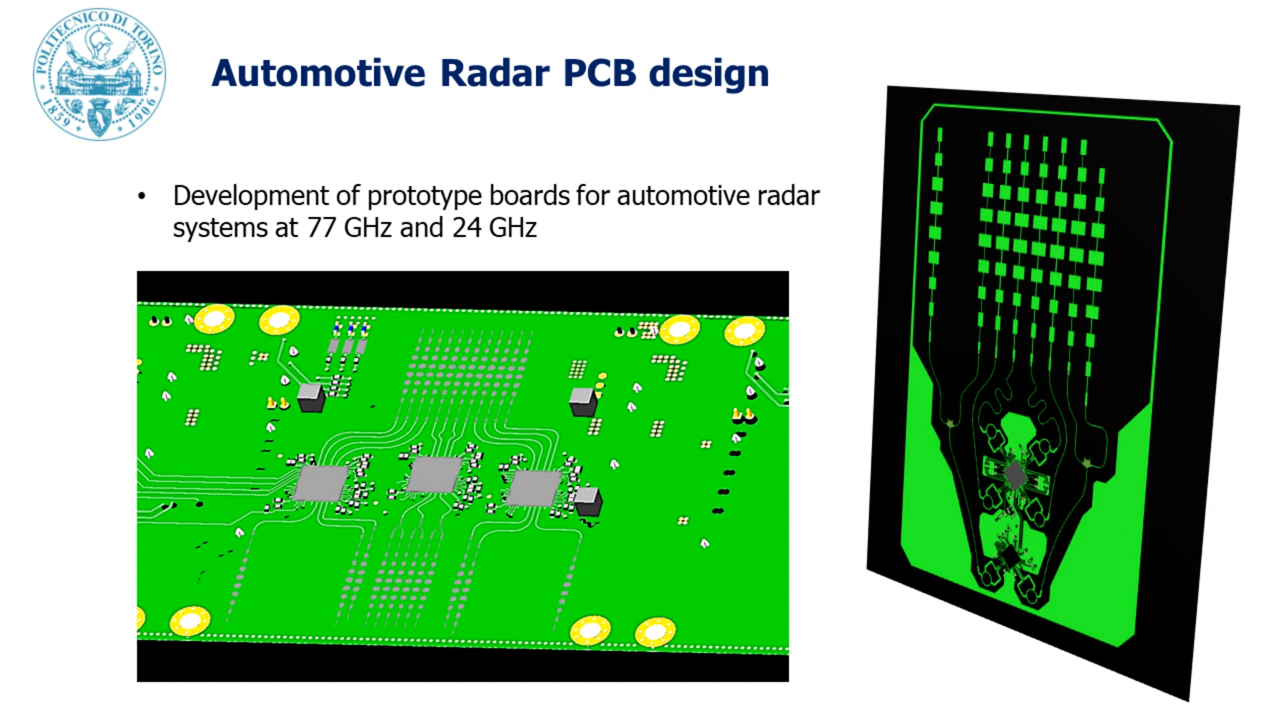 POLITECNICO DI TORINO
1859 1906
Automotive Radar PCB design
• Development of prototype boards for automotive radar
systems at 77 GHz and 24 GHz